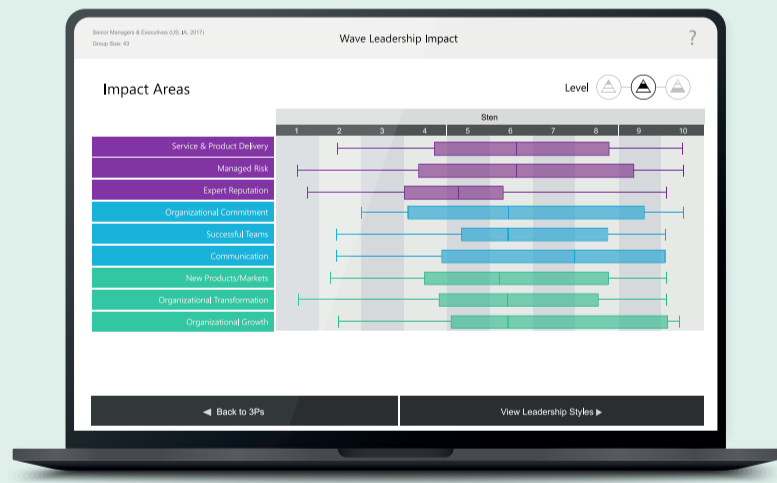 Senior Managers & Executives (US, IA, 2017)
Group Size: 43
Wave Leadership Impact
?
Impact Areas
Level
Sten
1 2 3 4 5 6 7 8 9 10
Service & Product Delivery
Managed Risk
Expert Reputation
Organizational Commitment
Successful Teams
Communication
New Products/Markets
Organizational Transformation
Organizational Growth
◀ Back to 3Ps
View Leadership Styles ▶